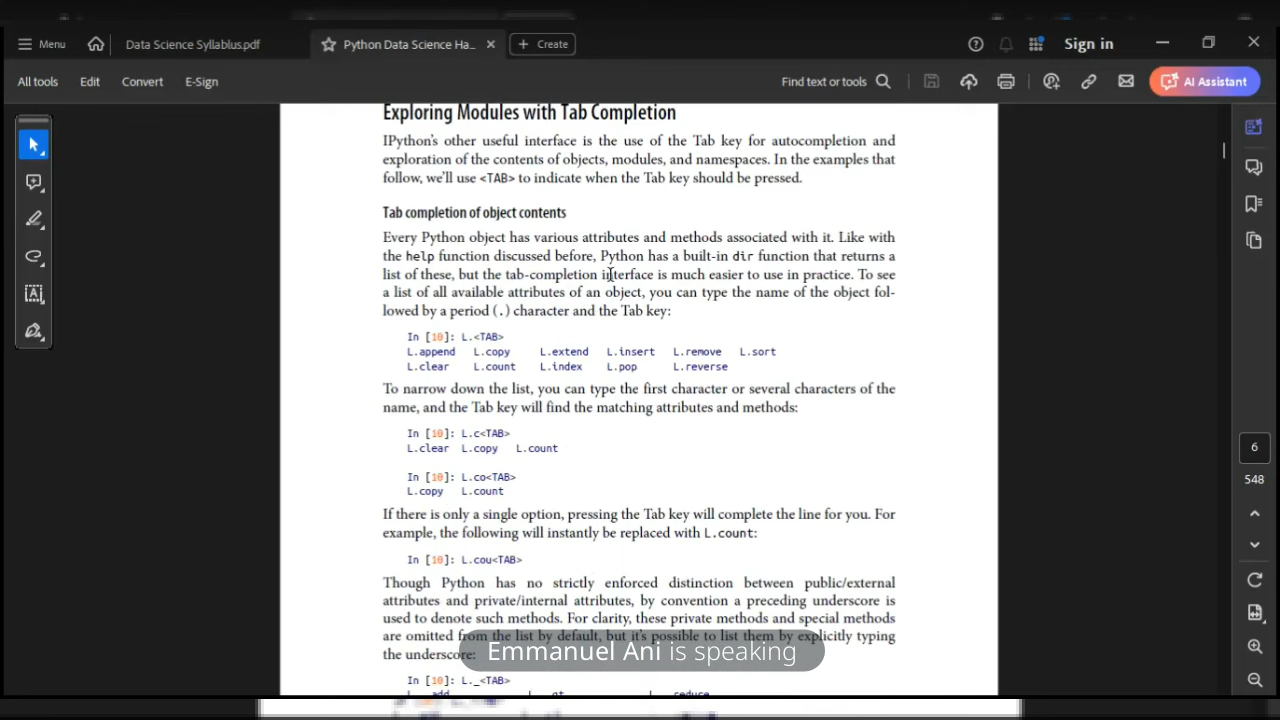 Menu
Data Science Syllablus.pdf
Python Data Science Ha...
Create
Sign in
All tools
Edit
Convert
E-Sign
Find text or tools
AI Assistant
Exploring Modules with Tab Completion
IPython's other useful interface is the use of the Tab key for autocompletion and
exploration of the contents of objects, modules, and namespaces. In the examples that
follow, we'll use <TAB> to indicate when the Tab key should be pressed.
Tab completion of object contents
Every Python object has various attributes and methods associated with it. Like with
the help function discussed before, Python has a built-in dir function that returns a
list of these, but the tab-completion interface is much easier to use in practice. To see
a list of all available attributes of an object, you can type the name of the object fol-
lowed by a period (.) character and the Tab key:
In [10]: L.<TAB>
L.append L.copy L.extend L.insert L.remove L.sort
L.clear L.count L.index L.pop L.reverse
To narrow down the list, you can type the first character or several characters of the
name, and the Tab key will find the matching attributes and methods:
In [10]: L.c<TAB>
L.clear L.copy L.count
In [10]: L.co<TAB>
L.copy L.count
If there is only a single option, pressing the Tab key will complete the line for you. For
example, the following will instantly be replaced with L.count:
In [10]: L.cou<TAB>
Though Python has no strictly enforced distinction between public/external
attributes and private/internal attributes, by convention a preceding underscore is
used to denote such methods. For clarity, these private methods and special methods
are omitted from the list by default, but it's possible to list them by explicitly typing
the underscore:
Emmanuel Ani is speaking
In [10]: L._<TAB>
6
548